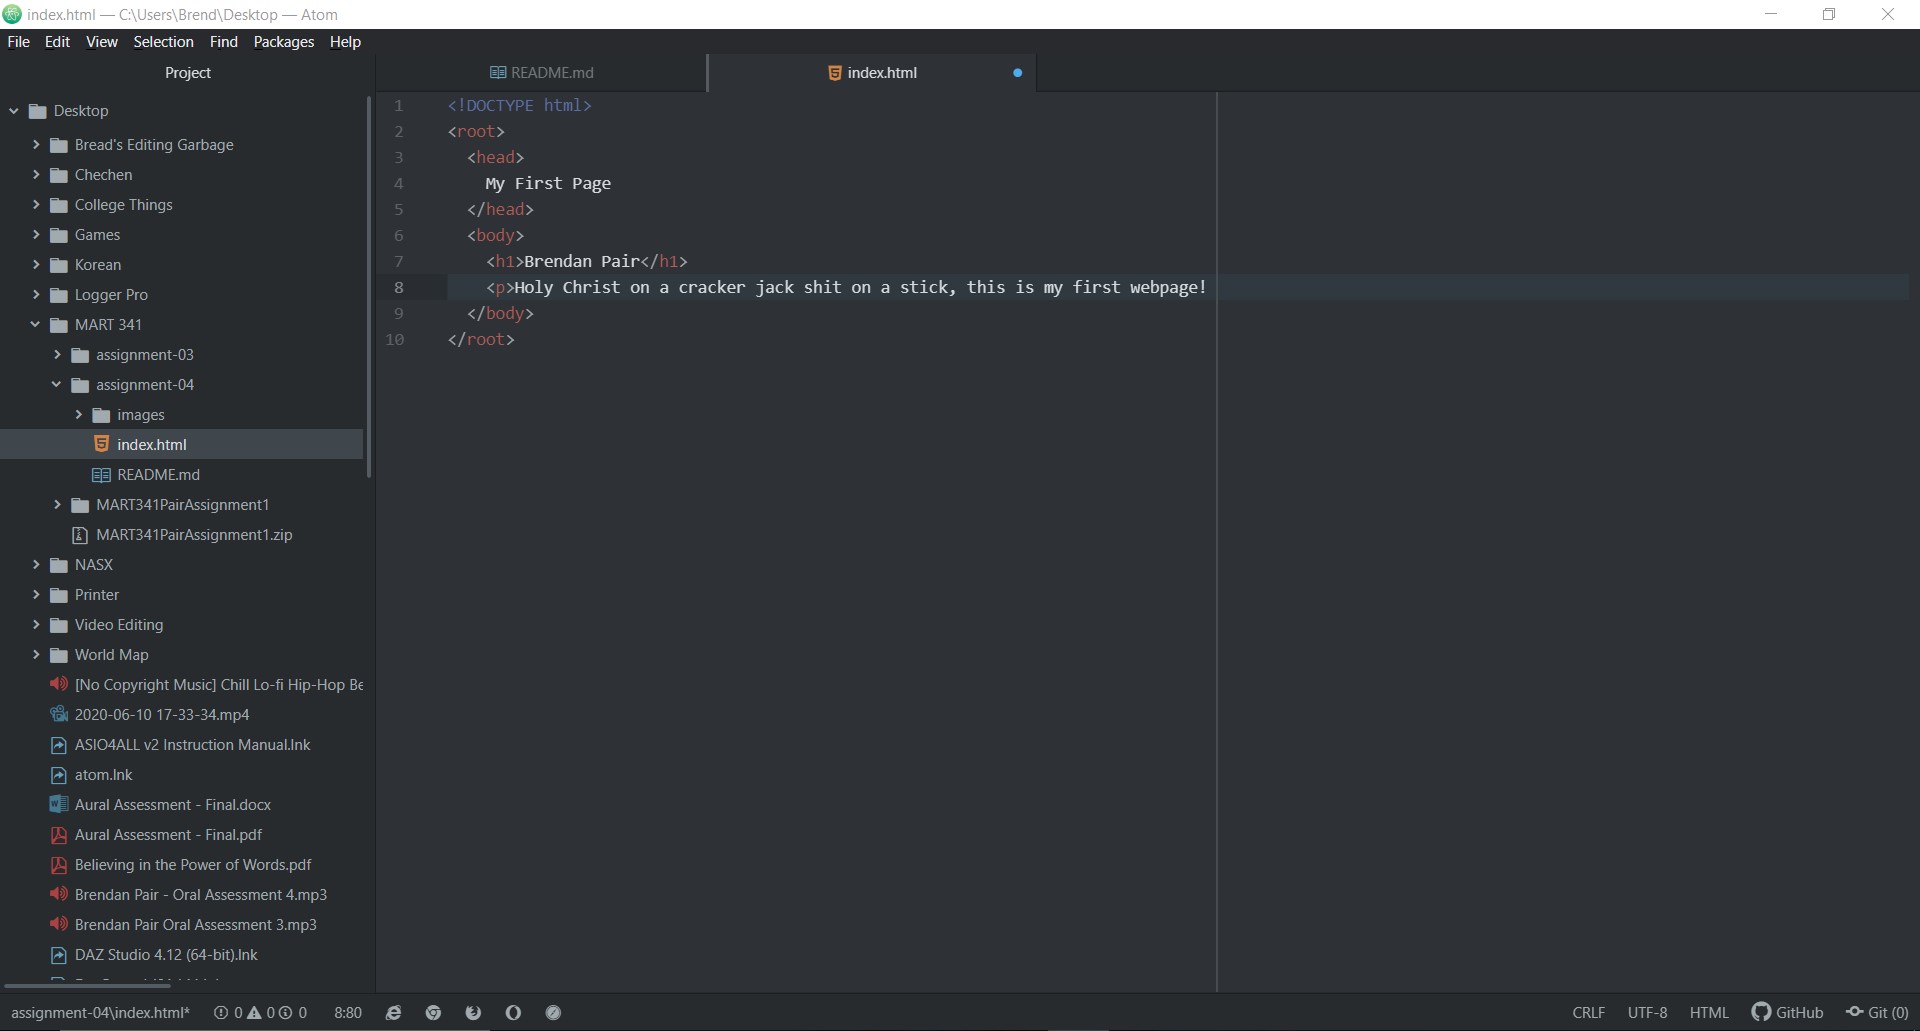 index.html — C:\Users\Brend\Desktop — Atom
File Edit View Selection Find Packages Help
Project
README.md
index.html
Desktop
Bread's Editing Garbage
Chechen
College Things
Games
Korean
Logger Pro
MART 341
assignment-03
assignment-04
images
index.html
README.md
MART341PairAssignment1
MART341PairAssignment1.zip
NASX
Printer
Video Editing
World Map
[No Copyright Music] Chill Lo-fi Hip-Hop Be
2020-06-10 17-33-34.mp4
ASIO4ALL v2 Instruction Manual.lnk
atom.lnk
Aural Assessment - Final.docx
Aural Assessment - Final.pdf
Believing in the Power of Words.pdf
Brendan Pair - Oral Assessment 4.mp3
Brendan Pair Oral Assessment 3.mp3
DAZ Studio 4.12 (64-bit).lnk
1 <!DOCTYPE html>
2 <root>
3 <head>
4 My First Page
5 </head>
6 <body>
7 <h1>Brendan Pair</h1>
8 <p>Holy Christ on a cracker jack shit on a stick, this is my first webpage!
9 </body>
10 </root>
assignment-04\index.html* 0 0 0 8:80 CRLF UTF-8 HTML GitHub Git (0)